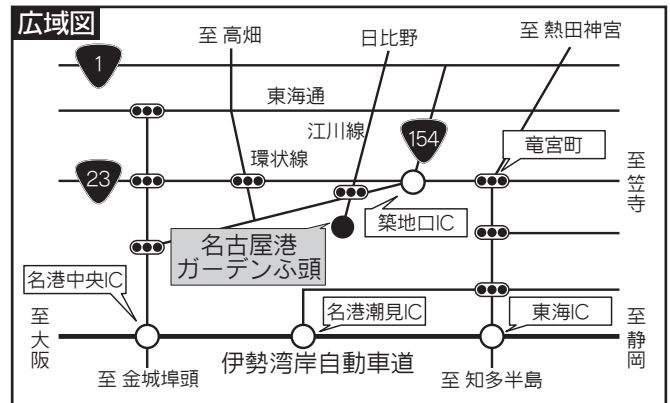 広域図
至 高畑
日比野
至 熱田神宮
1
東海通
江川線
154
環状線
竜宮町
23
至笠寺
築地口IC
名古屋港
ガーデンふ頭
名港中央IC
名港潮見IC
東海IC
至大阪
至静岡
伊勢湾岸自動車道
至 金城埠頭
至 知多半島